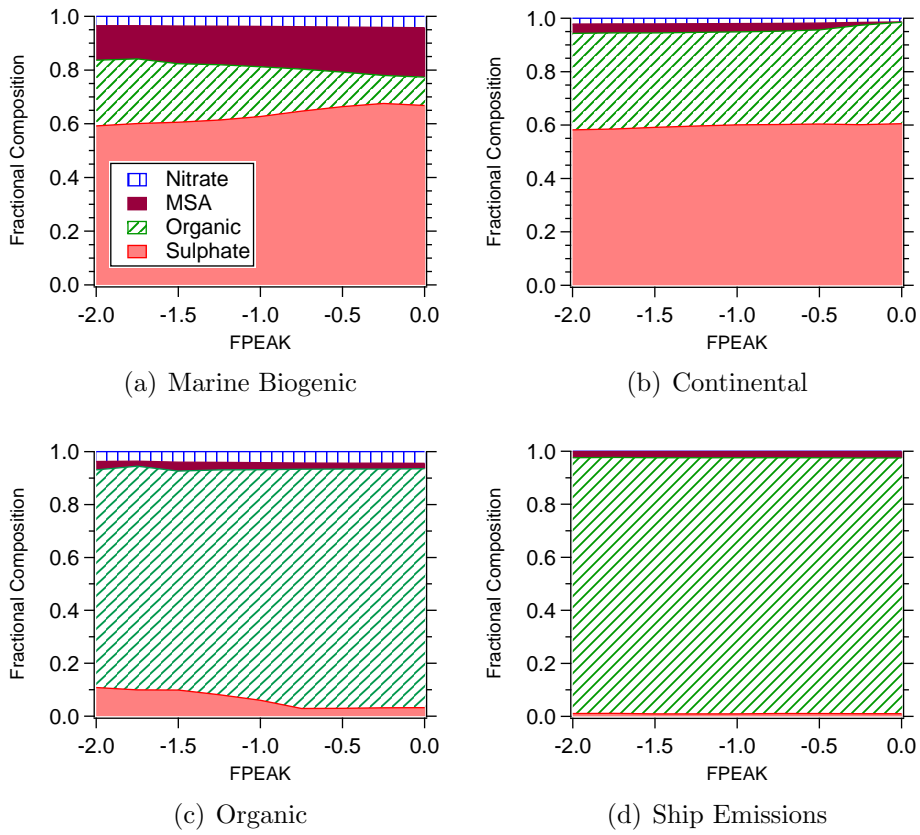 1.0
0.8
0.6
0.4
0.2
0.0
Fractional Composition
Nitrate
MSA
Organic
Sulphate
-2.0 -1.5 -1.0 -0.5 0.0
FPEAK
(a) Marine Biogenic
1.0
0.8
0.6
0.4
0.2
0.0
Fractional Composition
-2.0 -1.5 -1.0 -0.5 0.0
FPEAK
(b) Continental
1.0
0.8
0.6
0.4
0.2
0.0
Fractional Composition
-2.0 -1.5 -1.0 -0.5 0.0
FPEAK
(c) Organic
1.0
0.8
0.6
0.4
0.2
0.0
Fractional Composition
-2.0 -1.5 -1.0 -0.5 0.0
FPEAK
(d) Ship Emissions